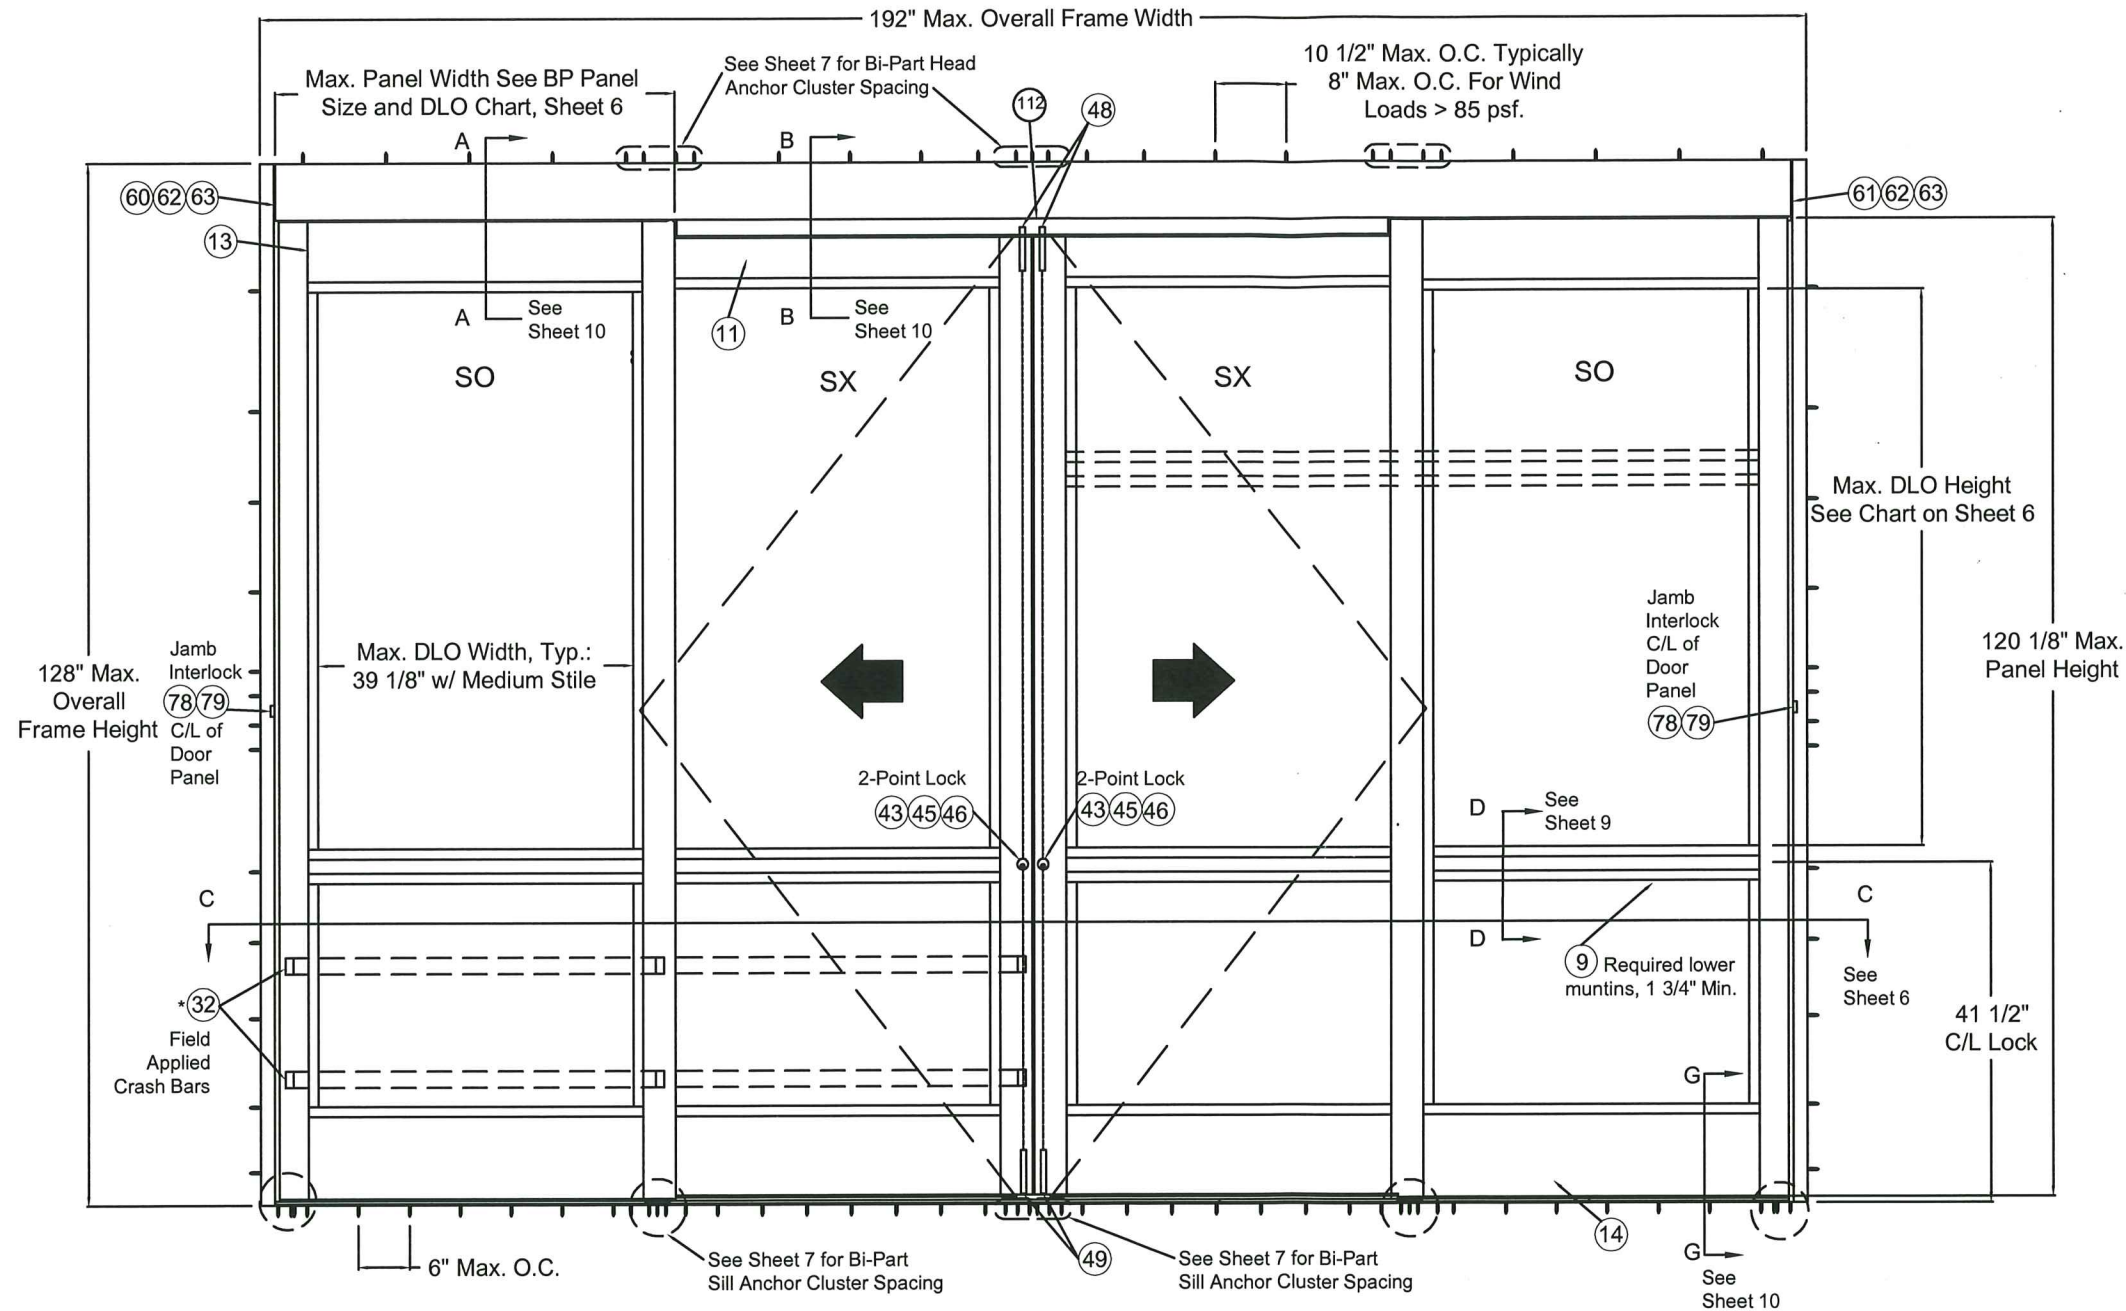 192" Max. Overall Frame Width
Max. Panel Width See BP Panel
Size and DLO Chart, Sheet 6
See Sheet 7 for Bi-Part Head
Anchor Cluster Spacing
10 1/2" Max. O.C. Typically
8" Max. O.C. For Wind
Loads > 85 psf.
112
48
A
B
60 62 63
61 62 63
13
11
A
See
Sheet 10
B
See
Sheet 10
SO
SX
SX
SO
Max. DLO Height
See Chart on Sheet 6
128" Max.
Overall
Frame Height
Jamb
Interlock
78 79
C/L of
Door
Panel
Max. DLO Width, Typ.:
39 1/8" w/ Medium Stile
Jamb
Interlock
C/L of
Door
Panel
78 79
120 1/8" Max.
Panel Height
2-Point Lock
43 45 46
2-Point Lock
43 45 46
D
See
Sheet 9
D
C
C
See
Sheet 6
9 Required lower
muntins, 1 3/4" Min.
*32
Field
Applied
Crash Bars
41 1/2"
C/L Lock
G
G
See
Sheet 10
14
6" Max. O.C.
See Sheet 7 for Bi-Part
Sill Anchor Cluster Spacing
49
See Sheet 7 for Bi-Part
Sill Anchor Cluster Spacing